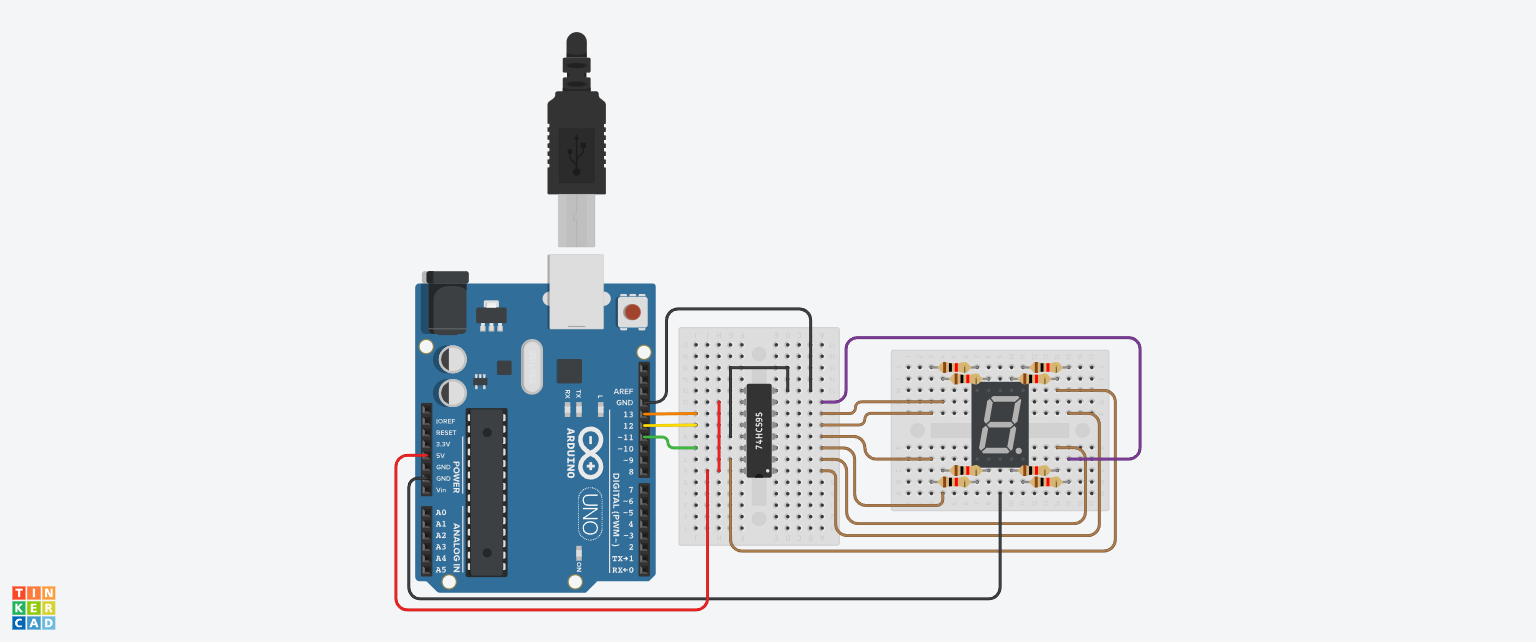 AREF
GND
13
12
~11
~10
~9
8
7
~6
~5
4
~3
2
TX→1
RX←0
DIGITAL (PWM~)
IOREF
RESET
3.3V
5V
GND
GND
Vin
POWER
A0
A1
A2
A3
A4
A5
ANALOG IN
RX
TX
L
ARDUINO
UNO
ON
74HC595
TIN
KER
CAD